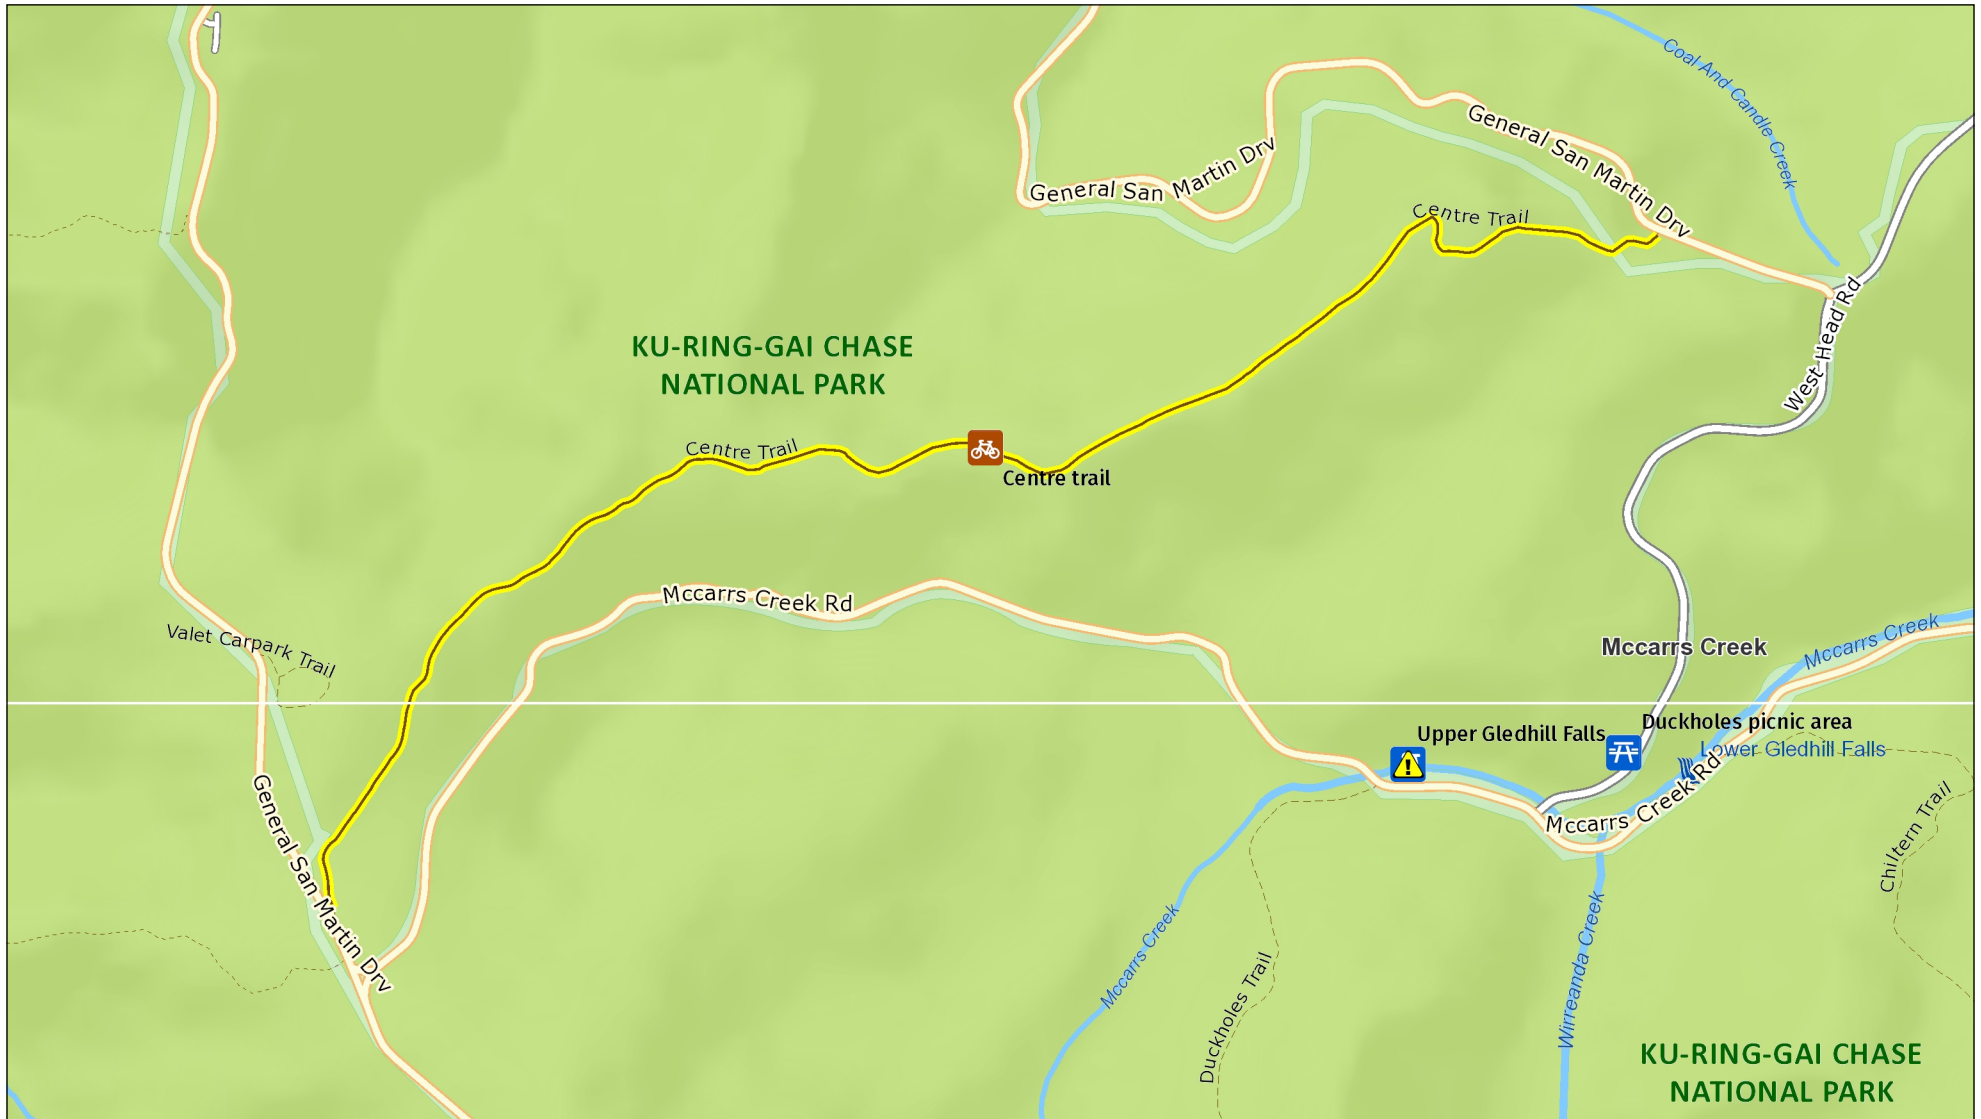 Coal And Candle Creek
General San Martin Drv
General San Martin Drv
Centre Trail
West Head Rd
KU-RING-GAI CHASE
NATIONAL PARK
Centre Trail
Centre trail
Mccarrs Creek Rd
Valet Carpark Trail
Mccarrs Creek
Mccarrs Creek
Duckholes picnic area
Upper Gledhill Falls
Lower Gledhill Falls
Mccarrs Creek Rd
General San Martin Drv
Chiltern Trail
Mccarrs Creek
Wirreanda Creek
Duckholes Trail
KU-RING-GAI CHASE
NATIONAL PARK